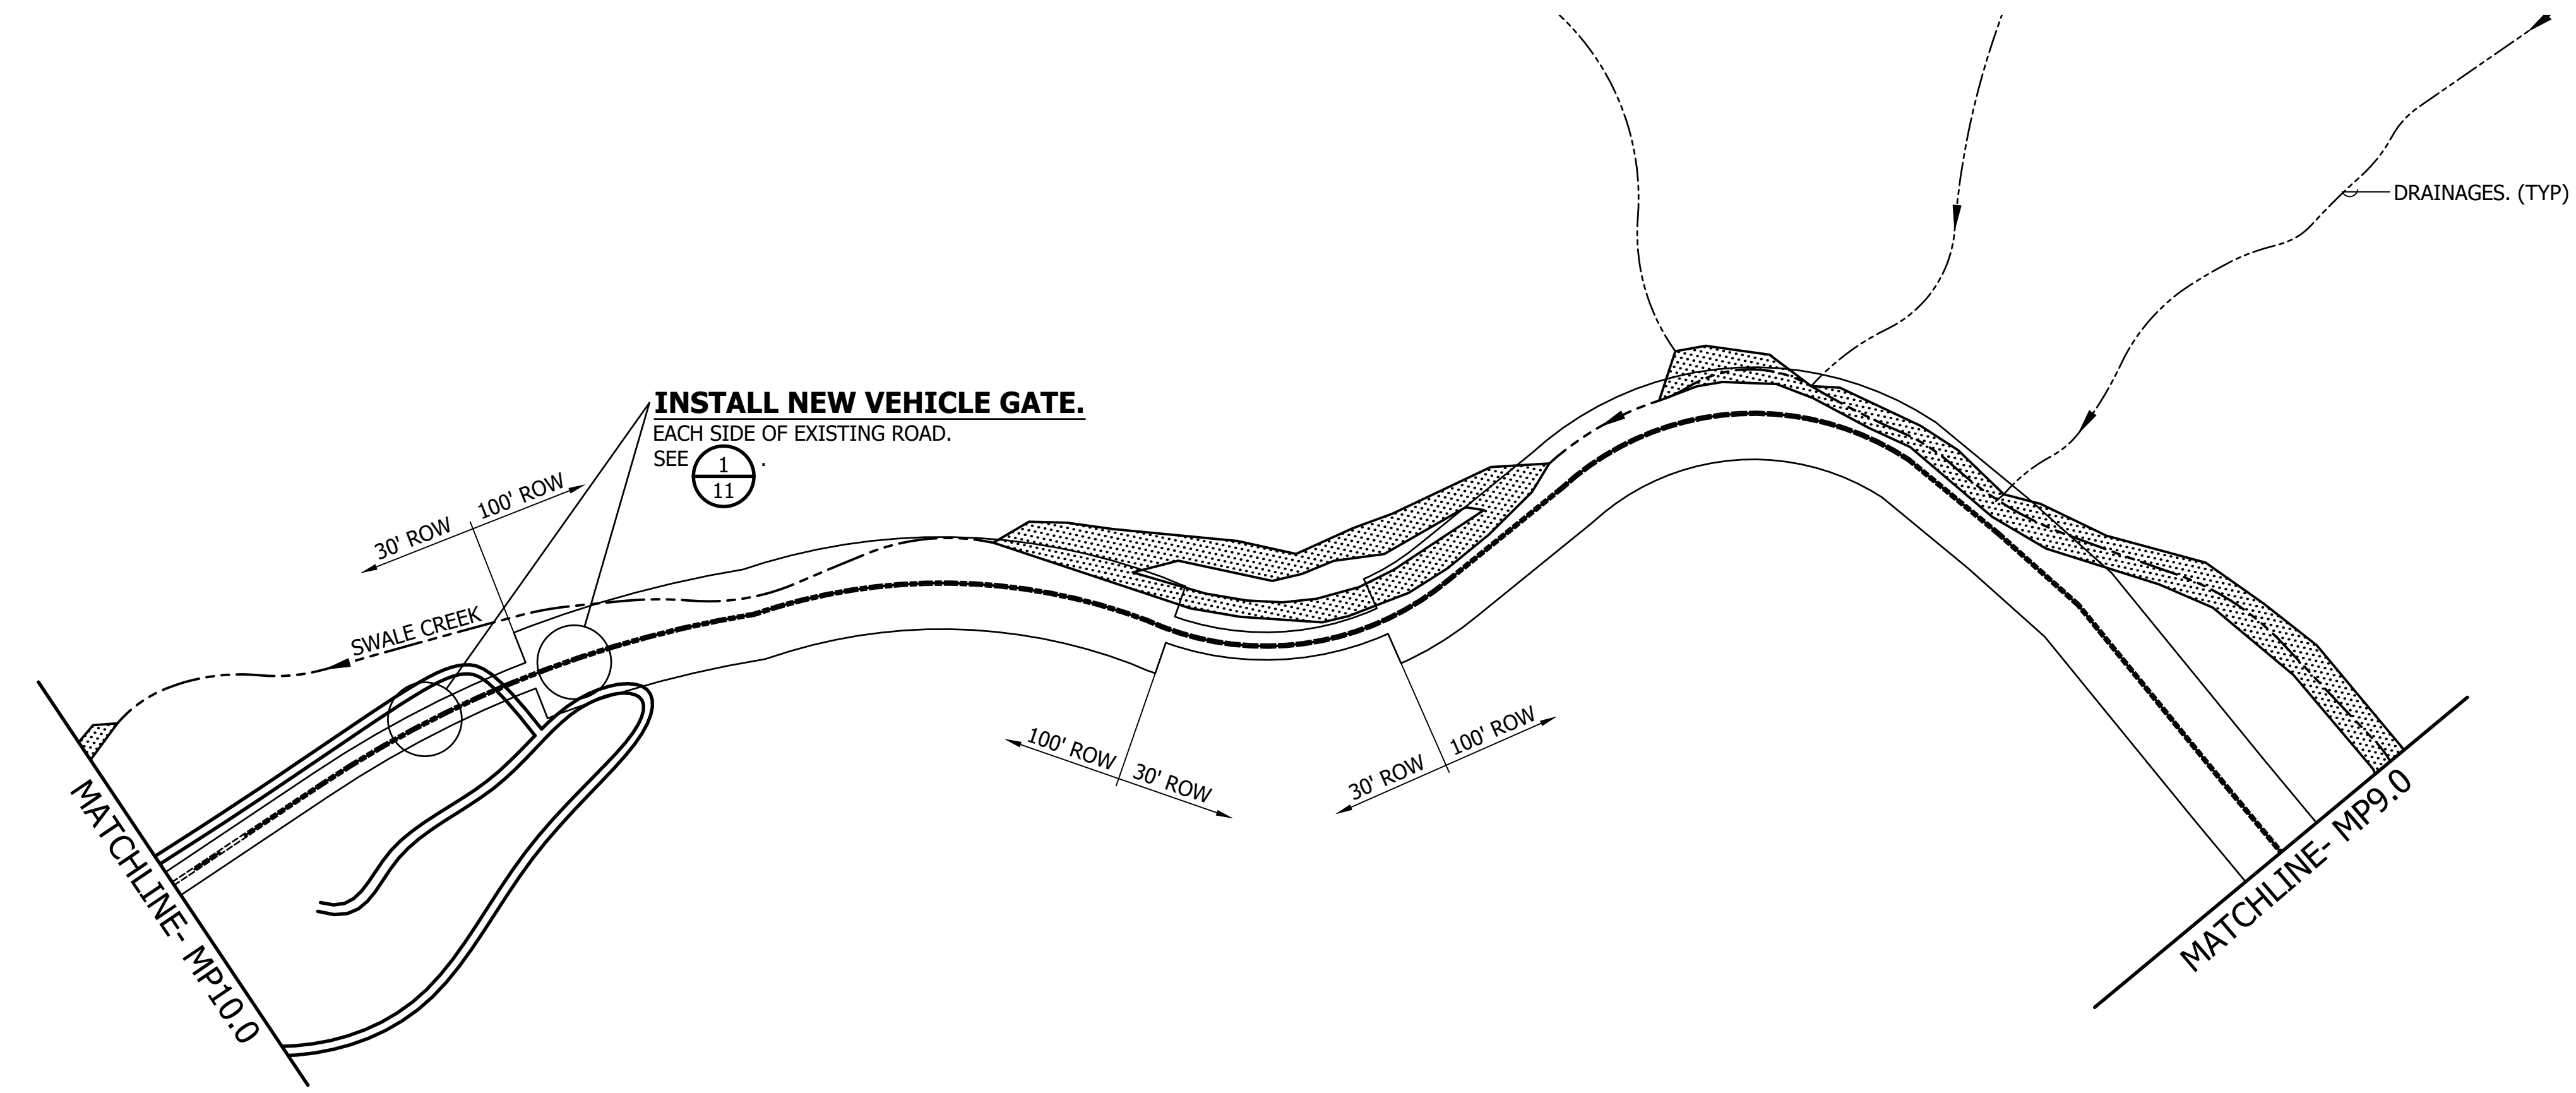 DRAINAGES. (TYP)
INSTALL NEW VEHICLE GATE.
EACH SIDE OF EXISTING ROAD.
SEE 1 .
11
30' ROW 100' ROW
SWALE CREEK
100' ROW 30' ROW
30' ROW 100' ROW
MATCHLINE- MP10.0
MATCHLINE- MP9.0